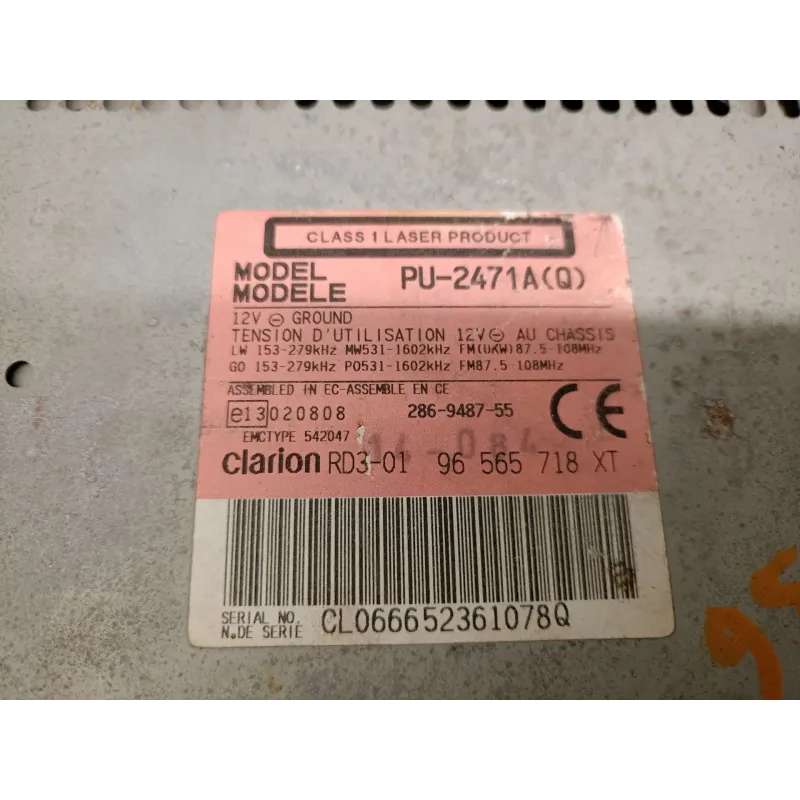 CLASS 1 LASER PRODUCT
MODEL
MODELE
PU-2471A(Q)
12V ⊖ GROUND
TENSION D'UTILISATION 12V⊖ AU CHASSIS
LW 153-279kHz MW531-1602kHz FM(UKW)87.5-108MHz
GO 153-279kHz PO531-1602kHz FM87.5-108MHz
ASSEMBLED IN EC-ASSEMBLE EN CE
e13 020808 286-9487-55 CE
EMCTYPE 542047
14-084
clarion RD3-01 96 565 718 XT
SERIAL NO.
N.DE SERIE
CL066652361078Q